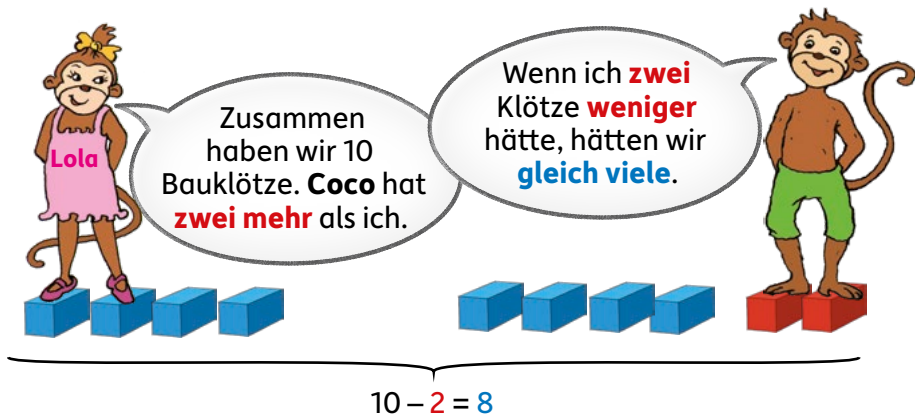 Lola
Zusammen
haben wir 10
Bauklötze. Coco hat
zwei mehr als ich.
Wenn ich zwei
Klötze weniger
hätte, hätten wir
gleich viele.
10 – 2 = 8